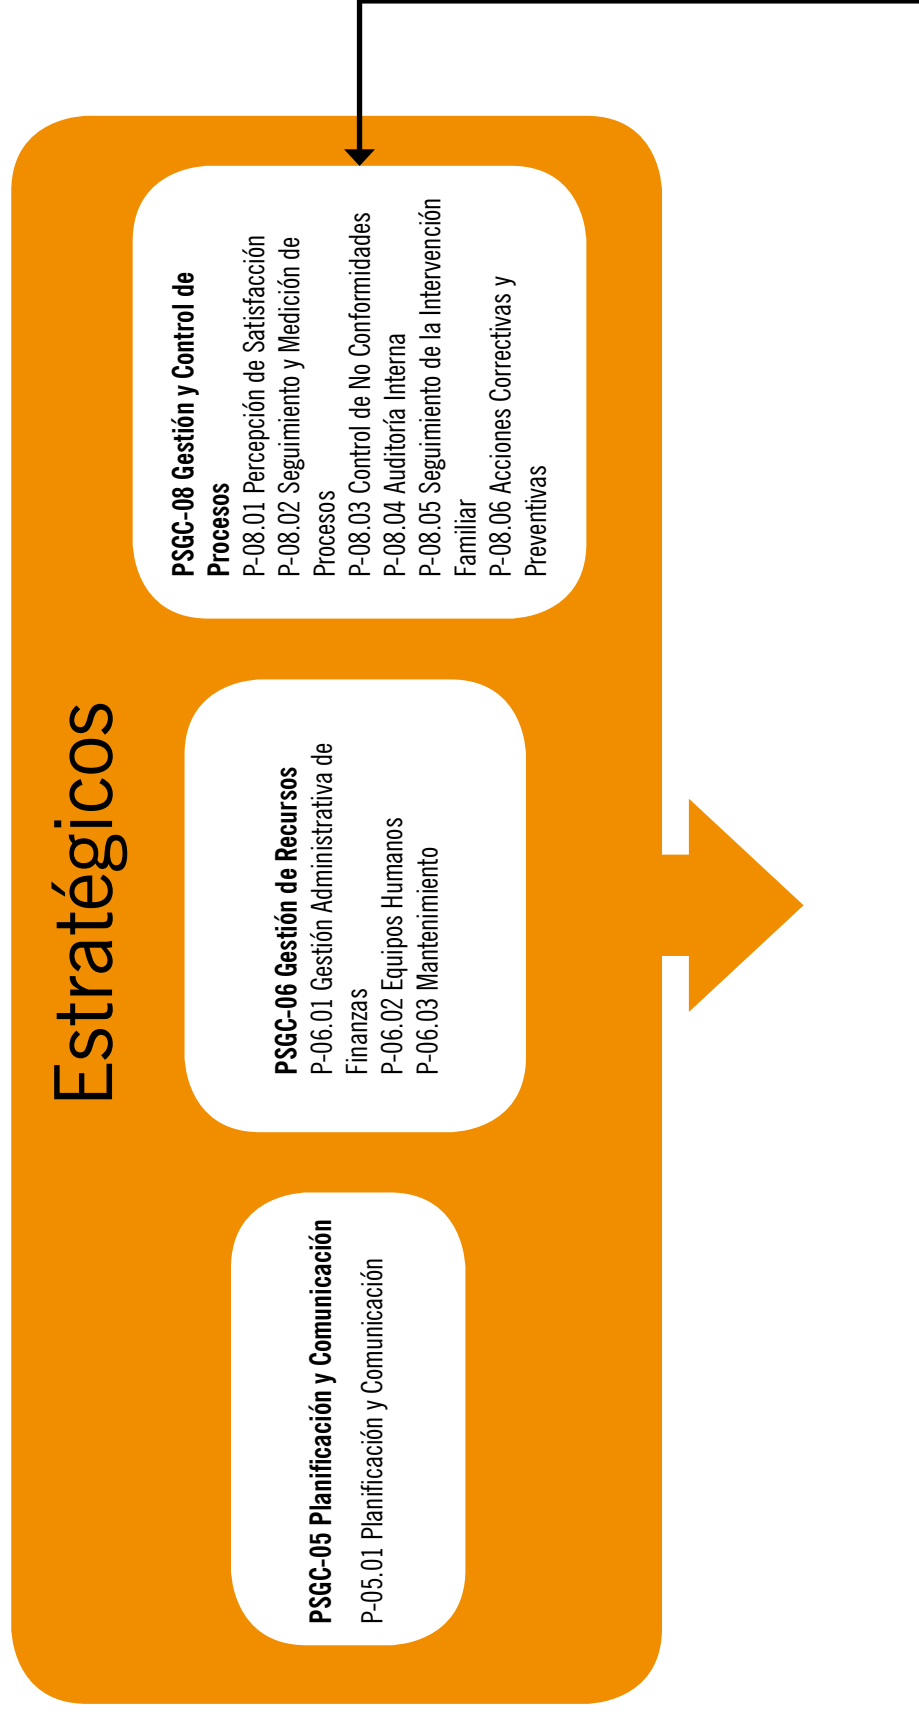 Estratégicos
PSGC-05 Planificación y Comunicación
P-05.01 Planificación y Comunicación
PSGC-06 Gestión de Recursos
P-06.01 Gestión Administrativa de
Finanzas
P-06.02 Equipos Humanos
P-06.03 Mantenimiento
PSGC-08 Gestión y Control de
Procesos
P-08.01 Percepción de Satisfacción
P-08.02 Seguimiento y Medición de
Procesos
P-08.03 Control de No Conformidades
P-08.04 Auditoría Interna
P-08.05 Seguimiento de la Intervención
Familiar
P-08.06 Acciones Correctivas y
Preventivas